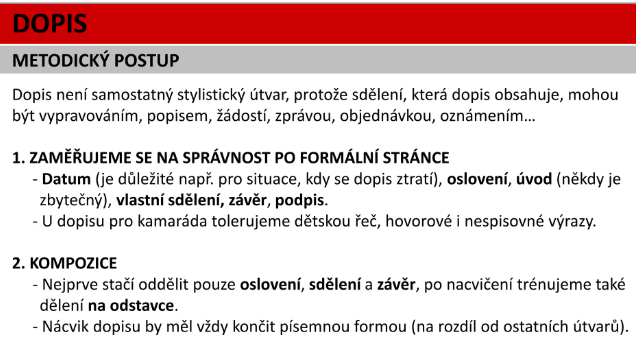 DOPIS
METODICKÝ POSTUP
Dopis není samostatný stylistický útvar, protože sdělení, která dopis obsahuje, mohou
být vypravováním, popisem, žádostí, zprávou, objednávkou, oznámením…
1. ZAMĚŘUJEME SE NA SPRÁVNOST PO FORMÁLNÍ STRÁNCE
- Datum (je důležité např. pro situace, kdy se dopis ztratí), oslovení, úvod (někdy je
zbytečný), vlastní sdělení, závěr, podpis.
- U dopisu pro kamaráda tolerujeme dětskou řeč, hovorové i nespisovné výrazy.
2. KOMPOZICE
- Nejprve stačí oddělit pouze oslovení, sdělení a závěr, po nacvičení trénujeme také
dělení na odstavce.
- Nácvik dopisu by měl vždy končit písemnou formou (na rozdíl od ostatních útvarů).